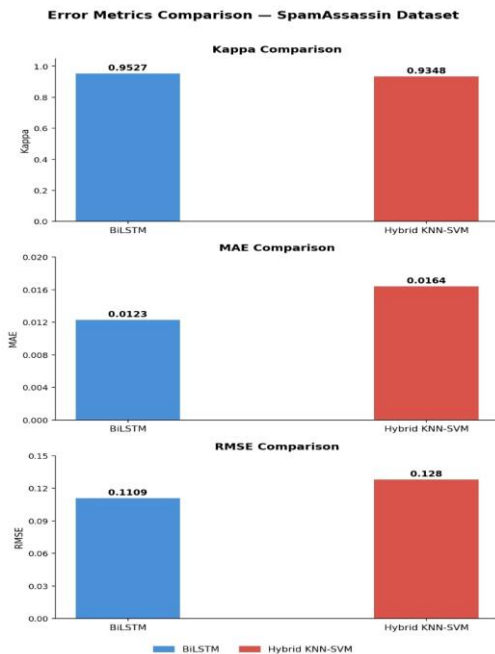 Error Metrics Comparison — SpamAssassin Dataset
Kappa Comparison
1.0
0.8
0.6
0.4
0.2
0.0
Kappa
0.9527
0.9348
BiLSTM
Hybrid KNN-SVM
MAE Comparison
0.020
0.016
0.012
0.008
0.004
0.000
MAE
0.0123
0.0164
BiLSTM
Hybrid KNN-SVM
RMSE Comparison
0.15
0.12
0.09
0.06
0.03
0.00
RMSE
0.1109
0.128
BiLSTM
Hybrid KNN-SVM
BiLSTM
Hybrid KNN-SVM